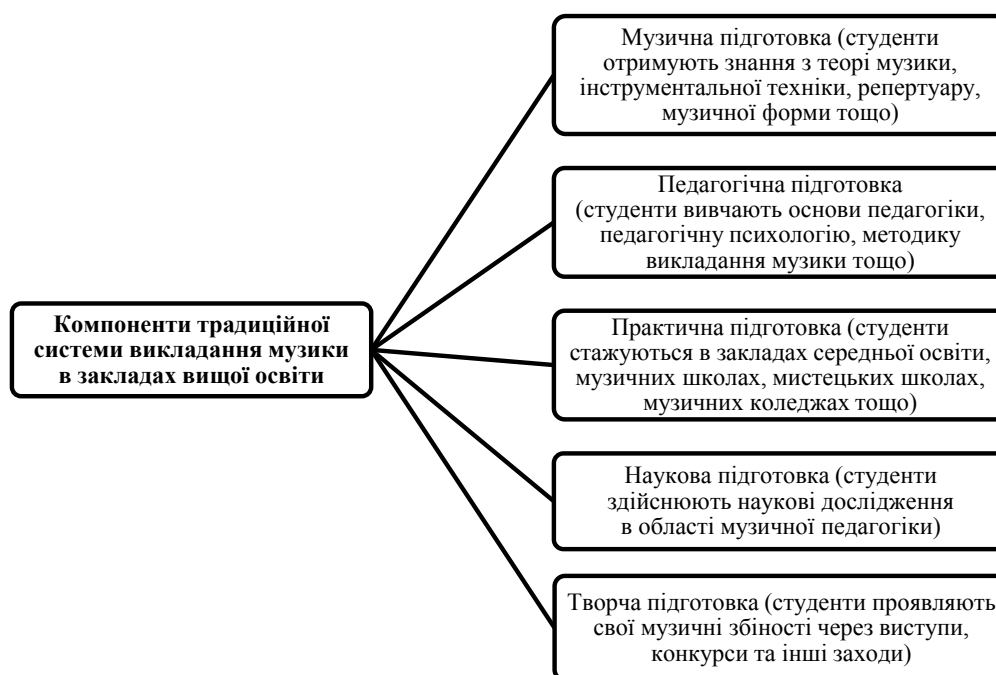 Музична підготовка (студенти
отримують знання з теорі музики,
інструментальної техніки, репертуару,
музичної форми тощо)
Педагогічна підготовка
(студенти вивчають основи педагогіки,
педагогічну психологію, методику
викладання музики тощо)
Компоненти традиційної
системи викладання музики
в закладах вищої освіти
Практична підготовка (студенти
стажуються в закладах середньої освіти,
музичних школах, мистецьких школах,
музичних коледжах тощо)
Наукова підготовка (студенти
здійснюють наукові дослідження
в області музичної педагогіки)
Творча підготовка (студенти проявляють
свої музичні збіності через виступи,
конкурси та інші заходи)